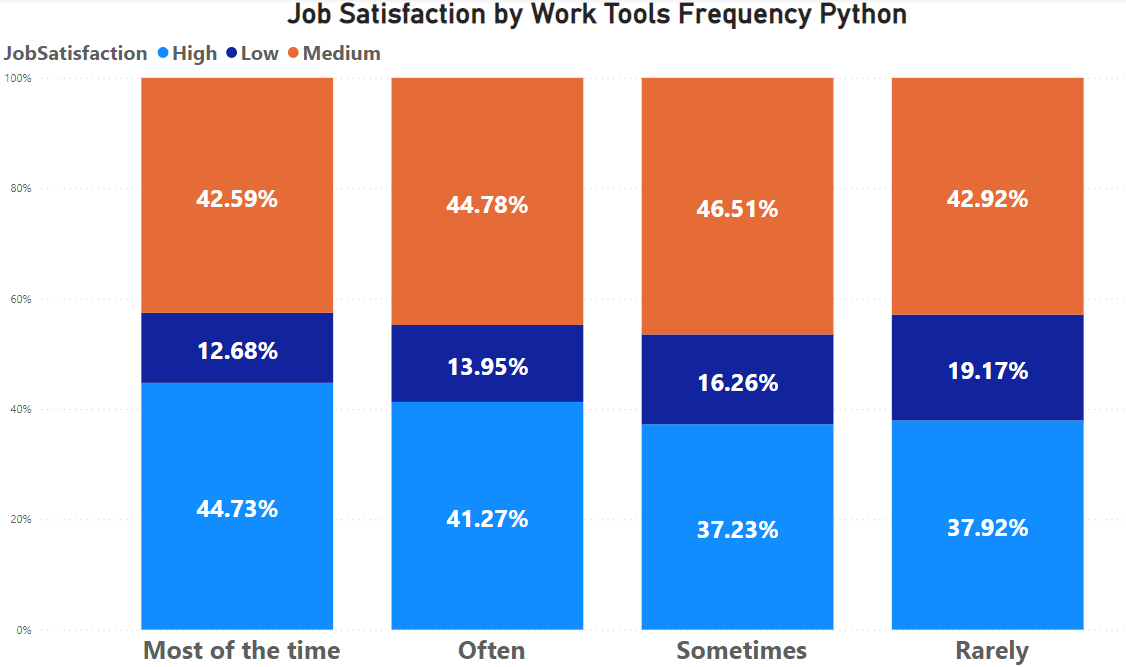 Job Satisfaction by Work Tools Frequency Python
JobSatisfaction High Low Medium
100%
42.59% 44.78% 46.51% 42.92%
80%
60%
12.68% 13.95% 16.26% 19.17%
40%
44.73% 41.27% 37.23% 37.92%
20%
0%
Most of the time Often Sometimes Rarely